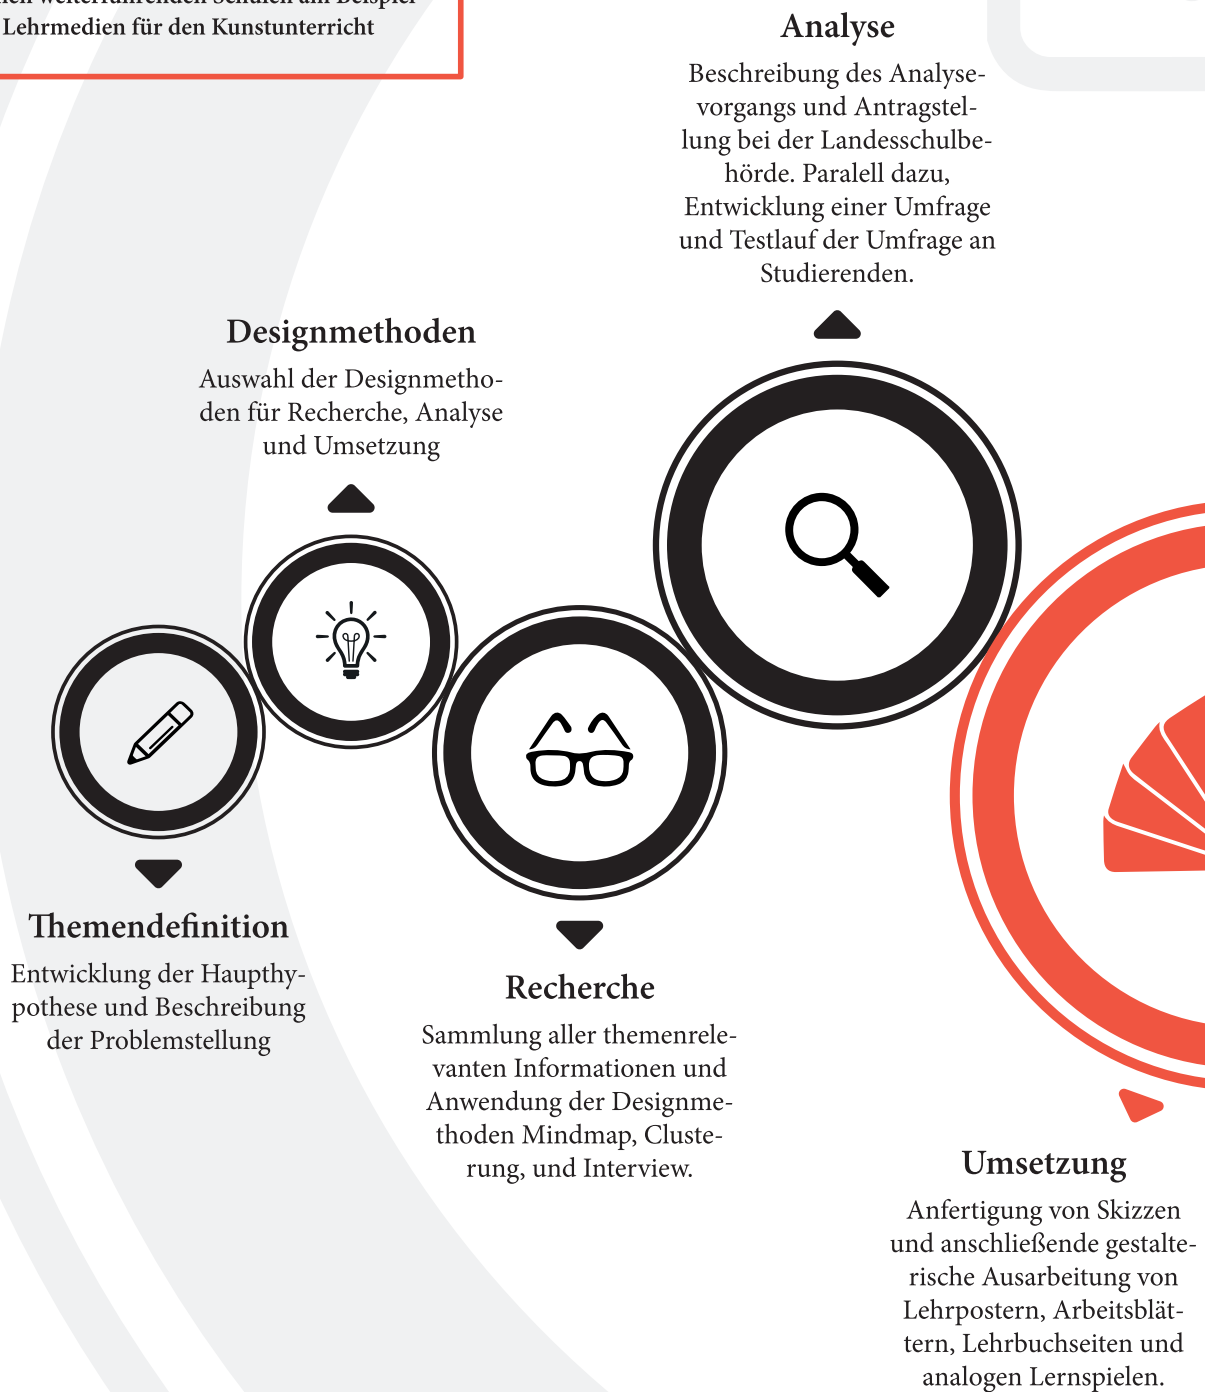 weiterführenden Schulen am Beispiel
Lehrmedien für den Kunstunterricht
Analyse
Beschreibung des Analyse-
vorgangs und Antragstel-
lung bei der Landesschulbe-
hörde. Paralell dazu,
Entwicklung einer Umfrage
und Testlauf der Umfrage an
Studierenden.
Designmethoden
Auswahl der Designmetho-
den für Recherche, Analyse
und Umsetzung
Themendefinition
Entwicklung der Haupthy-
pothese und Beschreibung
der Problemstellung
Recherche
Sammlung aller themenrele-
vanten Informationen und
Anwendung der Designme-
thoden Mindmap, Cluste-
rung, und Interview.
Umsetzung
Anfertigung von Skizzen
und anschließende gestalte-
rische Ausarbeitung von
Lehrpostern, Arbeitsblät-
tern, Lehrbuchseiten und
analogen Lernspielen.